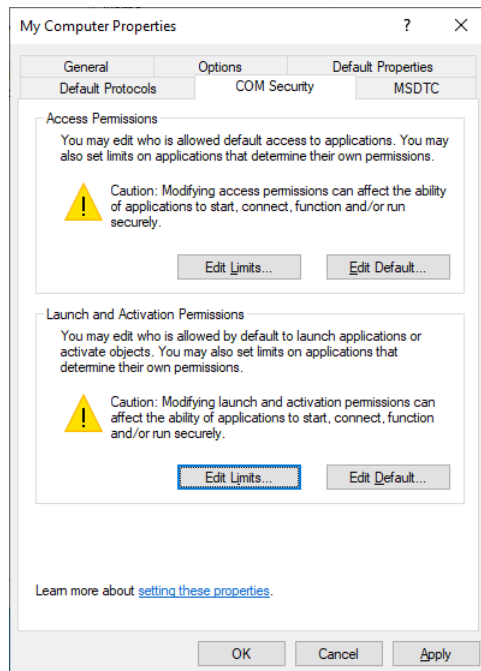 My Computer Properties
General Options Default Properties
Default Protocols COM Security MSDTC
Access Permissions
You may edit who is allowed default access to applications. You may
also set limits on applications that determine their own permissions.
Caution: Modifying access permissions can affect the ability
of applications to start, connect, function and/or run
securely.
Edit Limits... Edit Default...
Launch and Activation Permissions
You may edit who is allowed by default to launch applications or
activate objects. You may also set limits on applications that
determine their own permissions.
Caution: Modifying launch and activation permissions can
affect the ability of applications to start, connect, function
and/or run securely.
Edit Limits... Edit Default...
Learn more about setting these properties.
OK Cancel Apply